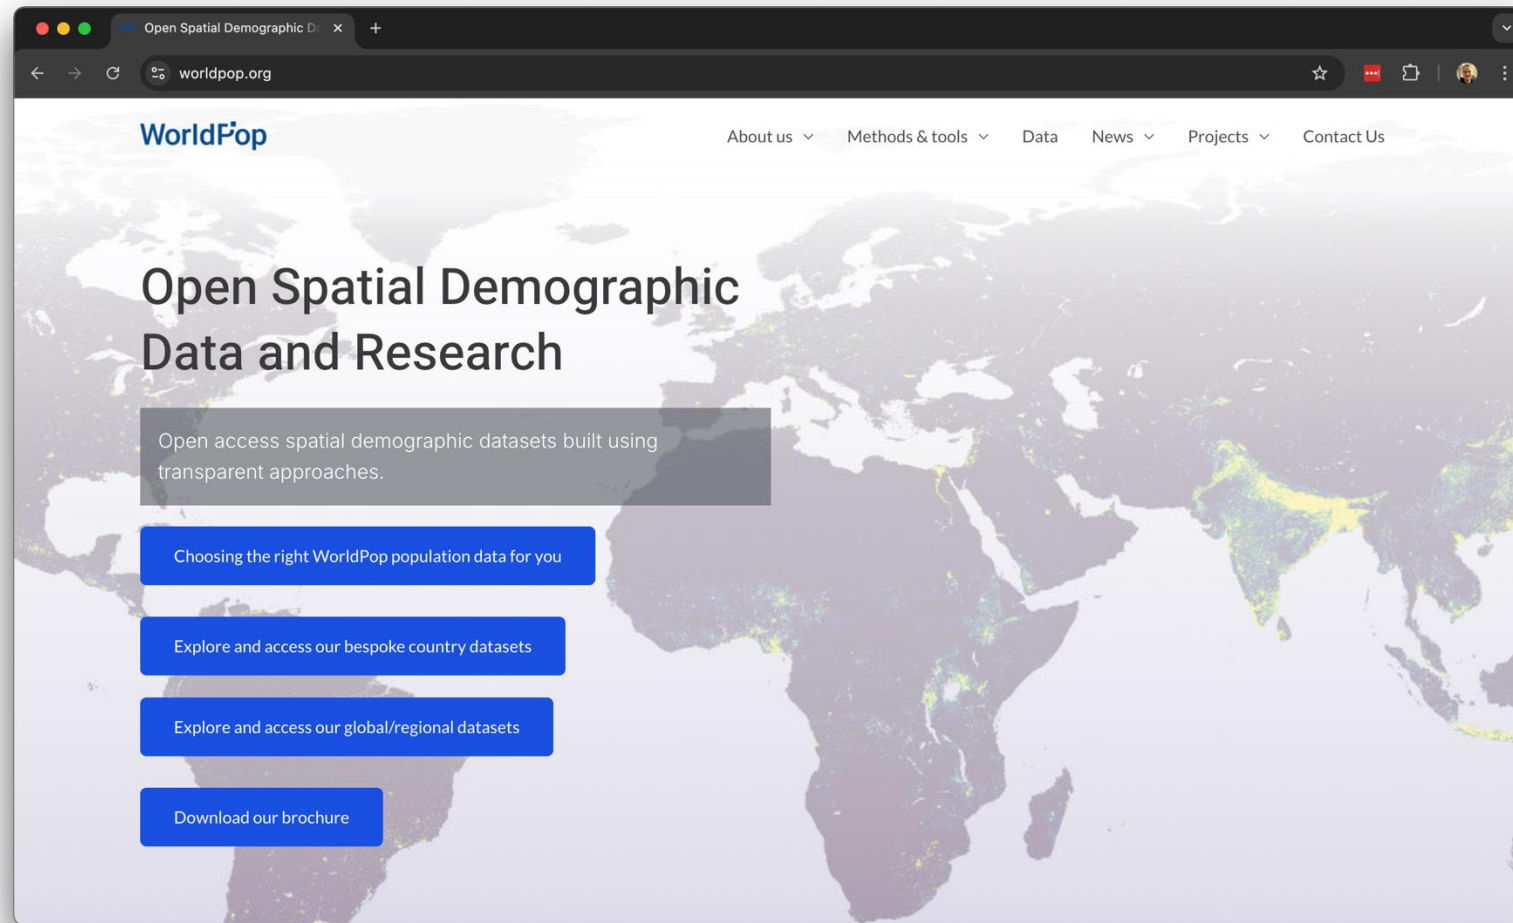 Open Spatial Demographic D
worldpop.org
WorldPop
About us
Methods & tools
Data
News
Projects
Contact Us
Open Spatial Demographic
Data and Research
Open access spatial demographic datasets built using
transparent approaches.
Choosing the right WorldPop population data for you
Explore and access our bespoke country datasets
Explore and access our global/regional datasets
Download our brochure